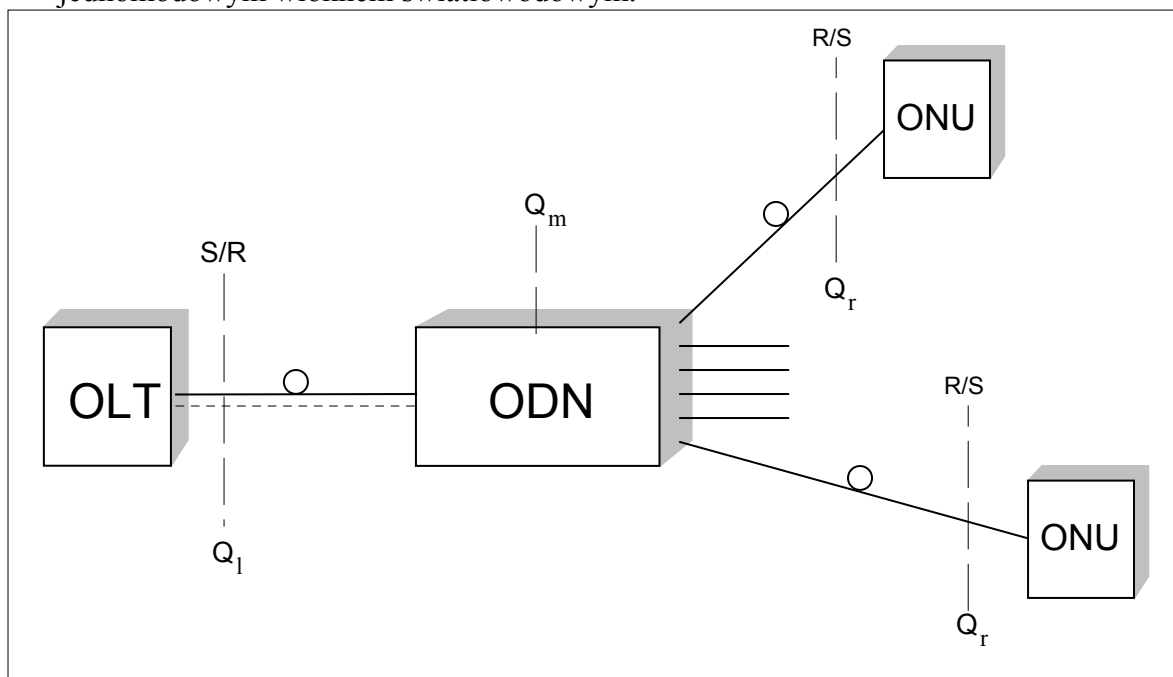 jednomodowym włóknem światłowodowym.
R/S
ONU
Q m
S/R
Q r
OLT
ODN
R/S
Q l
ONU
Q r